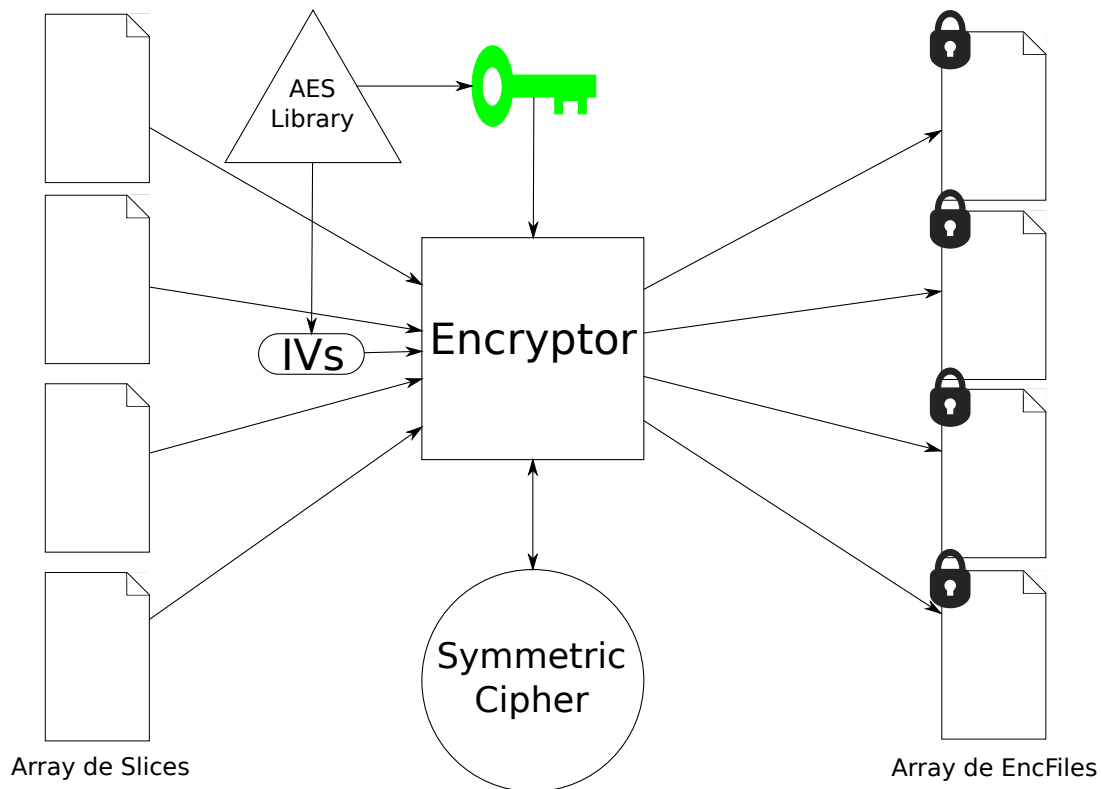 AES
Library
Encryptor
IVs
Symmetric
Cipher
Array de Slices
Array de EncFiles